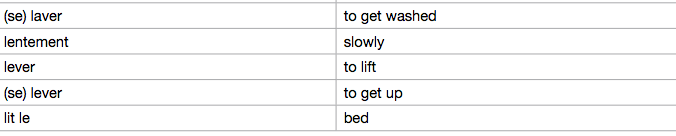 (se) laver to get washed
lentement slowly
lever to lift
(se) lever to get up
lit le bed